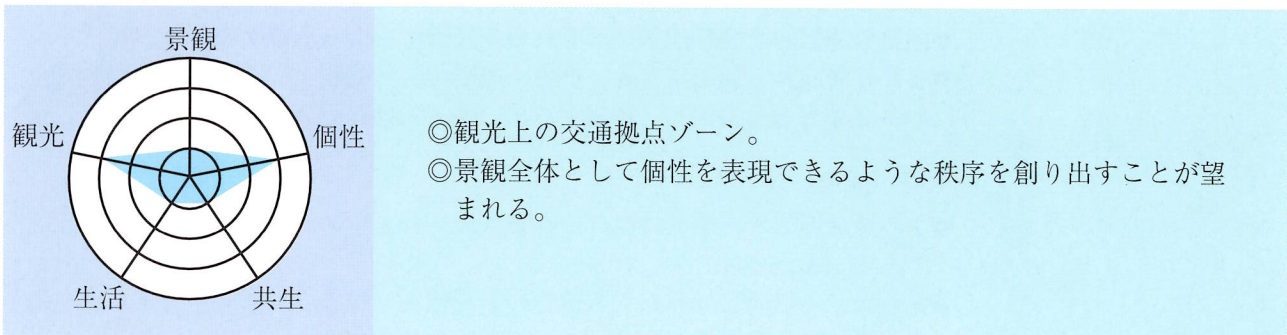 景観
観光
個性
生活
共生
◎観光上の交通拠点ゾーン。
◎景観全体として個性を表現できるような秩序を創り出すことが望
まれる。